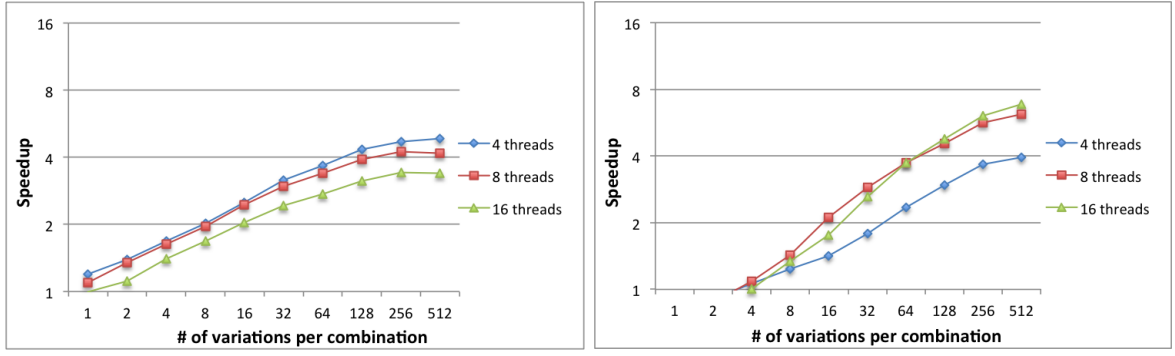 16
8
4
2
1
Speedup
1 2 4 8 16 32 64 128 256 512
# of variations per combination
4 threads
8 threads
16 threads
16
8
4
2
1
Speedup
1 2 4 8 16 32 64 128 256 512
# of variations per combination
4 threads
8 threads
16 threads